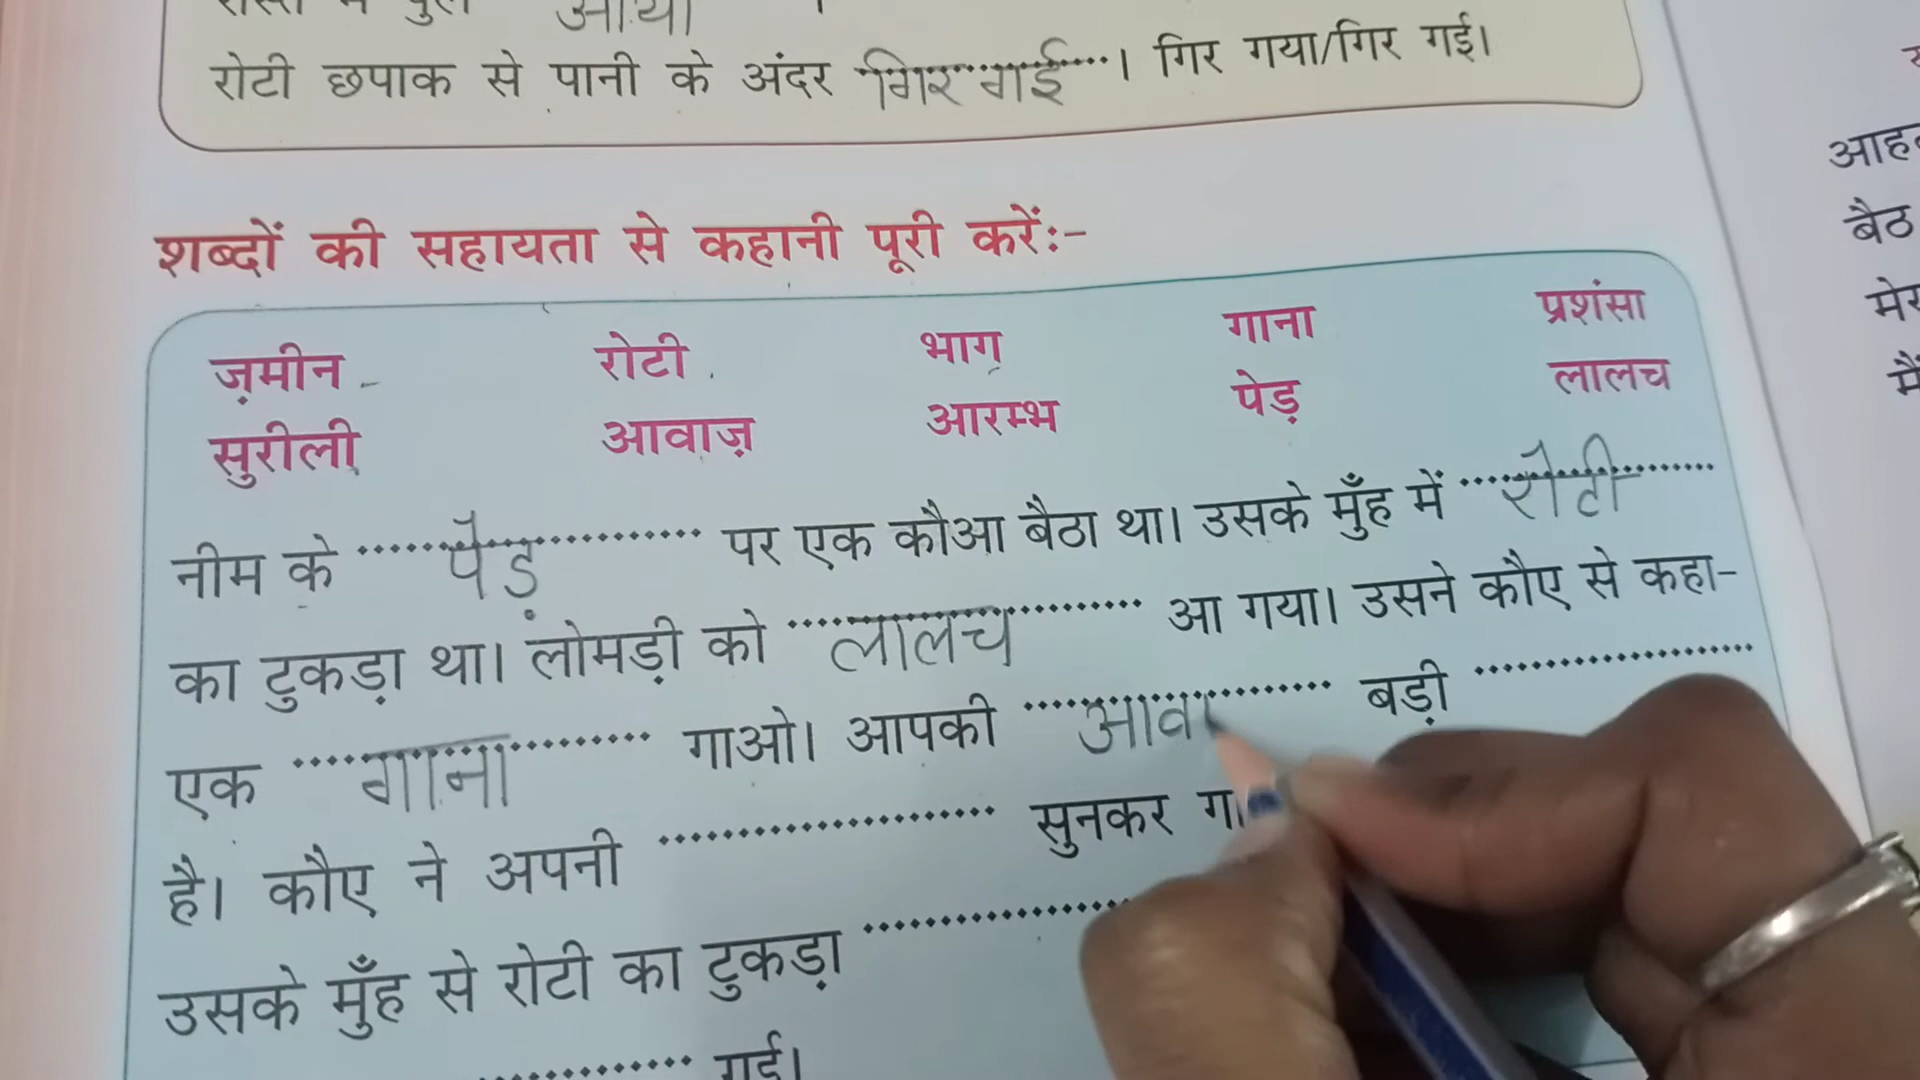 आया ।
रोटी छपाक से पानी के अंदर गिर गई । गिर गया/गिर गई।
शब्दों की सहायता से कहानी पूरी करें:-
ज़मीन रोटी भाग गाना प्रशंसा
सुरीली आवाज़ आरम्भ पेड़ लालच
नीम के पेड़ पर एक कौआ बैठा था। उसके मुँह में रोटी
का टुकड़ा था। लोमड़ी को लालच आ गया। उसने कौए से कहा-
एक गाना गाओ। आपकी आवा बड़ी
है। कौए ने अपनी सुनकर
उसके मुँह से रोटी का टुकड़ा
गई।
बैठ